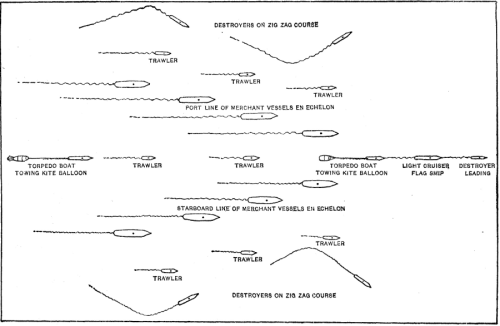 DESTROYERS ON ZIG ZAG COURSE
TRAWLER
TRAWLER
TRAWLER
PORT LINE OF MERCHANT VESSELS EN ECHELON
TORPEDO BOAT
TOWING KITE BALLOON
TRAWLER
TRAWLER
TORPEDO BOAT
TOWING KITE BALLOON
LIGHT CRUISER
FLAG SHIP
DESTROYER
LEADING
STARBOARD LINE OF MERCHANT VESSELS EN ECHELON
TRAWLER
TRAWLER
TRAWLER
DESTROYERS ON ZIG ZAG COURSE